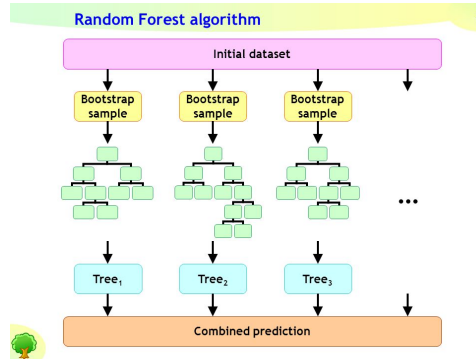 Random Forest algorithm
Initial dataset
Bootstrap
sample
Bootstrap
sample
Bootstrap
sample
...
Tree₁
Tree₂
Tree₃
Combined prediction